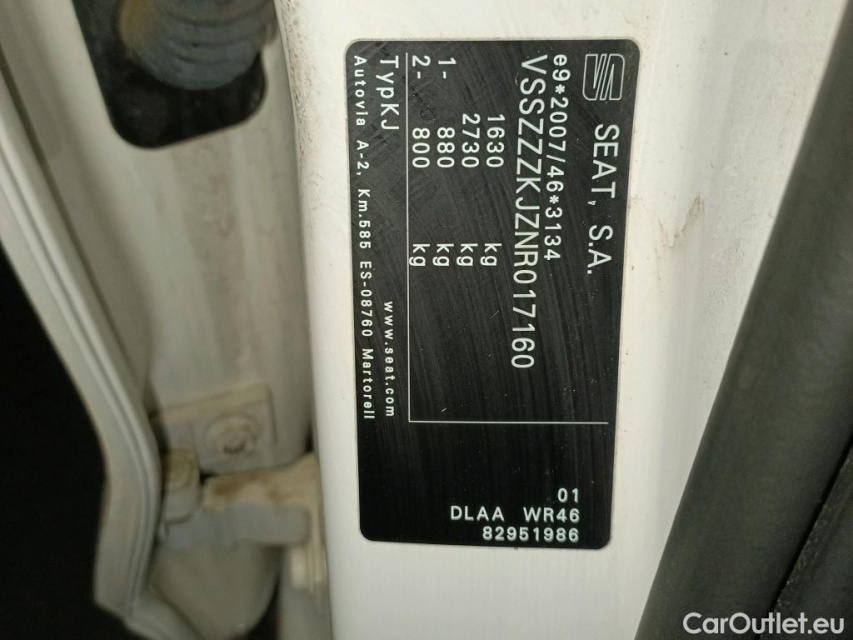 SEAT, S.A.
e9*2007/46*3134
VSSZZZKJZNR017160
1630 kg
2730 kg
1- 880 kg
2- 800 kg
TypKJ
www.seat.com
Autovia A-2, Km.585 ES-08760 Martorell
01
DLAA WR46
82951986
CarOutlet.eu